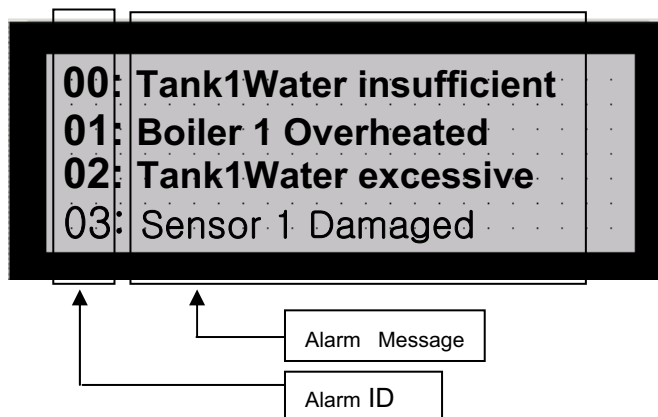 00: Tank1Water insufficient
01: Boiler 1 Overheated
02: Tank1Water excessive
03: Sensor 1 Damaged
Alarm Message
Alarm ID